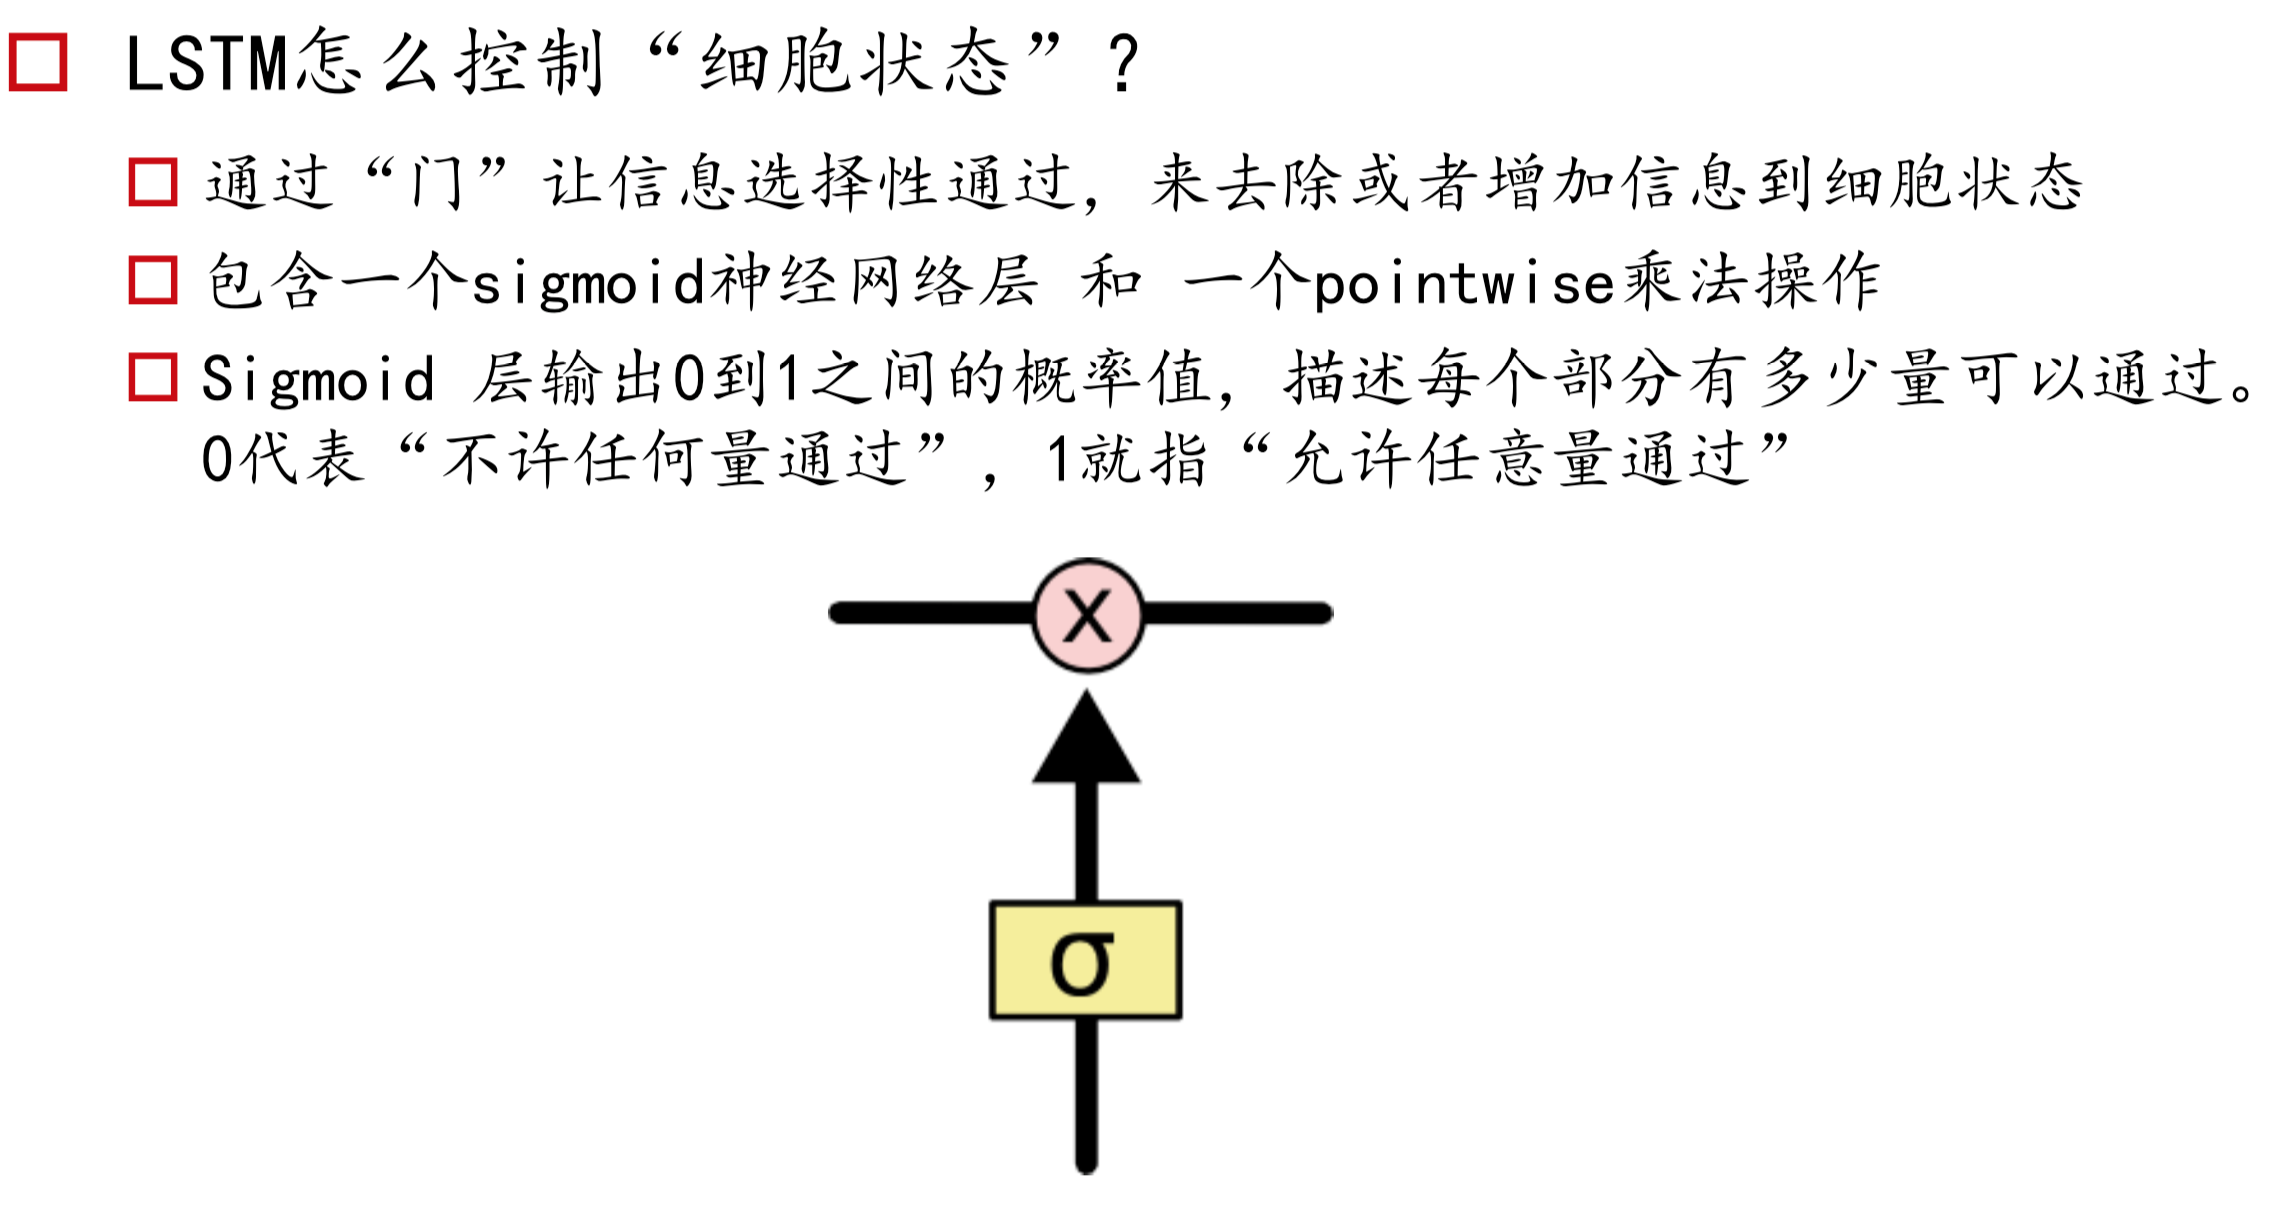 LSTM怎么控制“细胞状态”?
通过“门”让信息选择性通过，来去除或者增加信息到细胞状态
包含一个sigmoid神经网络层 和 一个pointwise乘法操作
Sigmoid 层输出0到1之间的概率值，描述每个部分有多少量可以通过。
0代表“不许任何量通过”，1就指“允许任意量通过”
x
σ